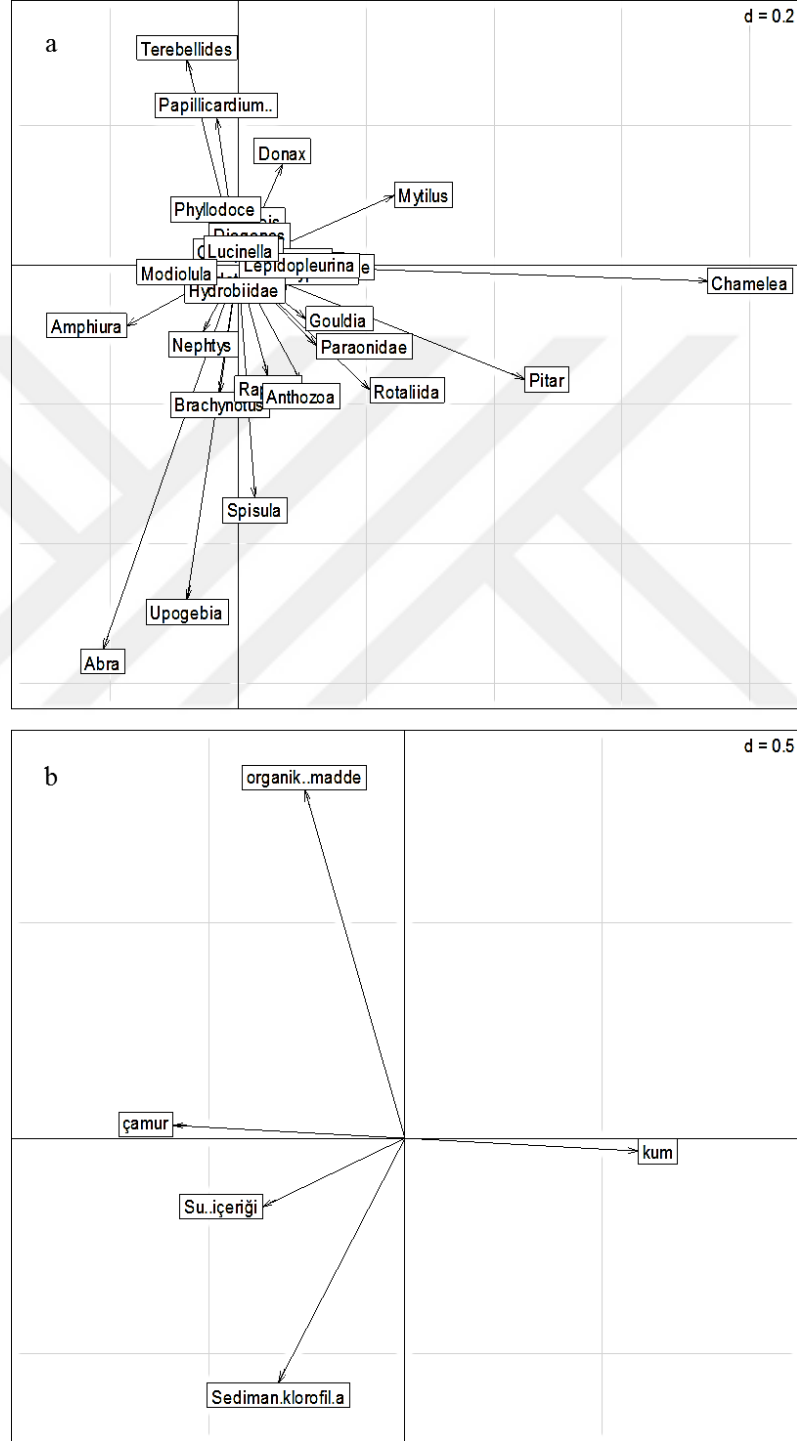 d = 0.2
a
Terebellides
Papillicardium..
Donax
Mytilus
Phyllodoce
Lucinella
Lepidopleurina
Modiolula
Chamelea
Hydrobiidae
Amphiura
Gouldia
Nephtys
Paraonidae
Pitar
Anthozoa
Rotaliida
Brachynotus
Spisula
Upogebia
Abra
d = 0.5
b
organik..madde
çamur
kum
Su..içeriği
Sediman.klorofil.a